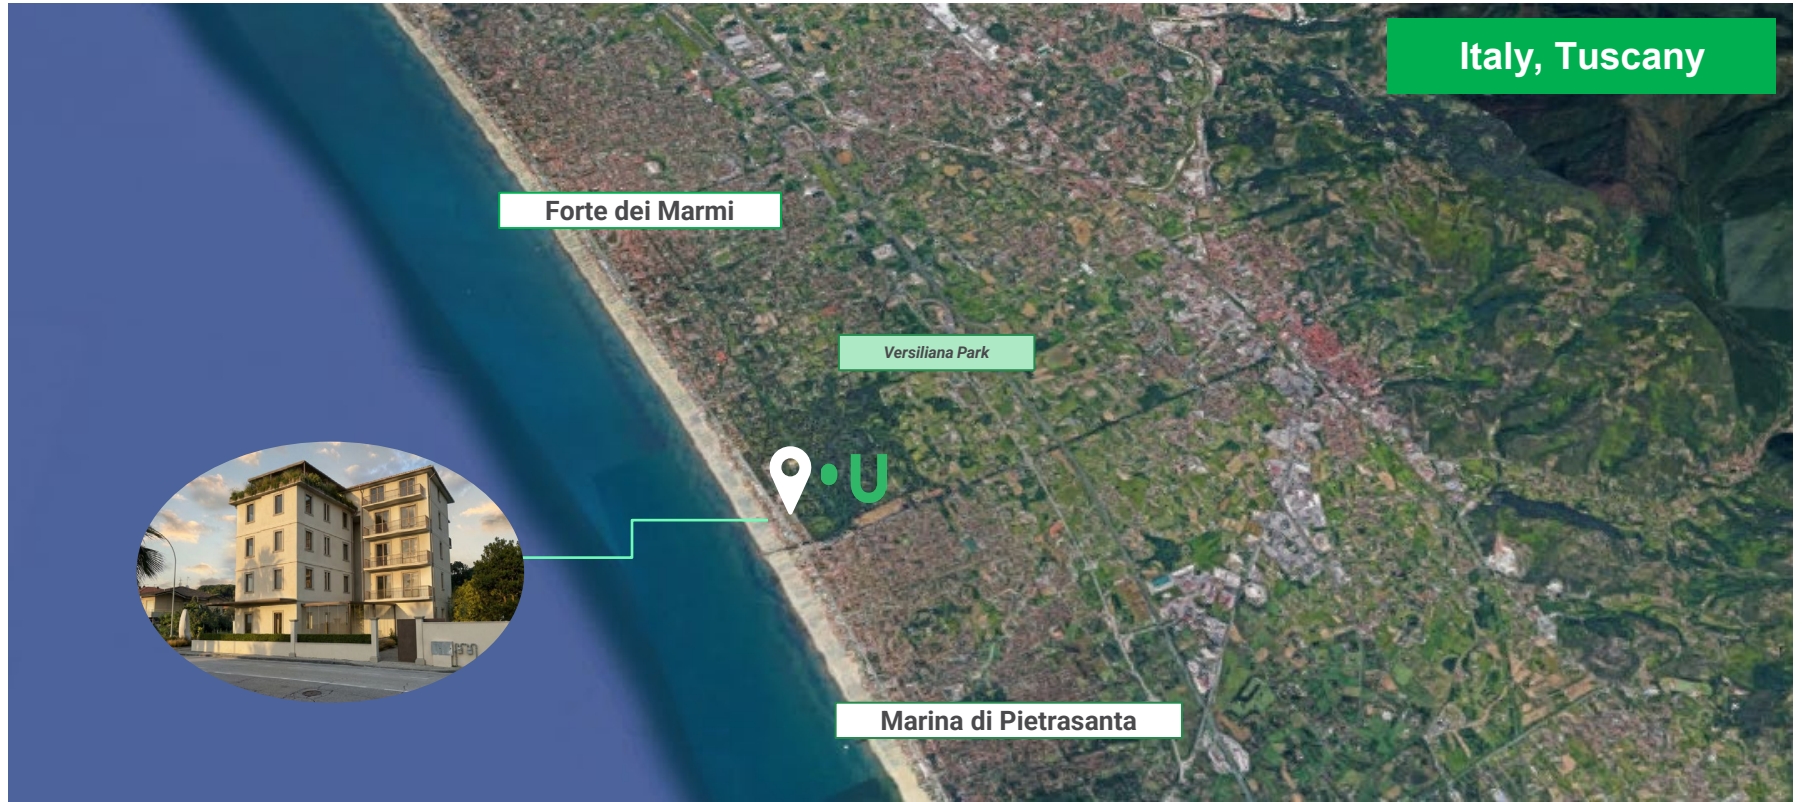 Italy, Tuscany
Forte dei Marmi
Versiliana Park
U
Marina di Pietrasanta